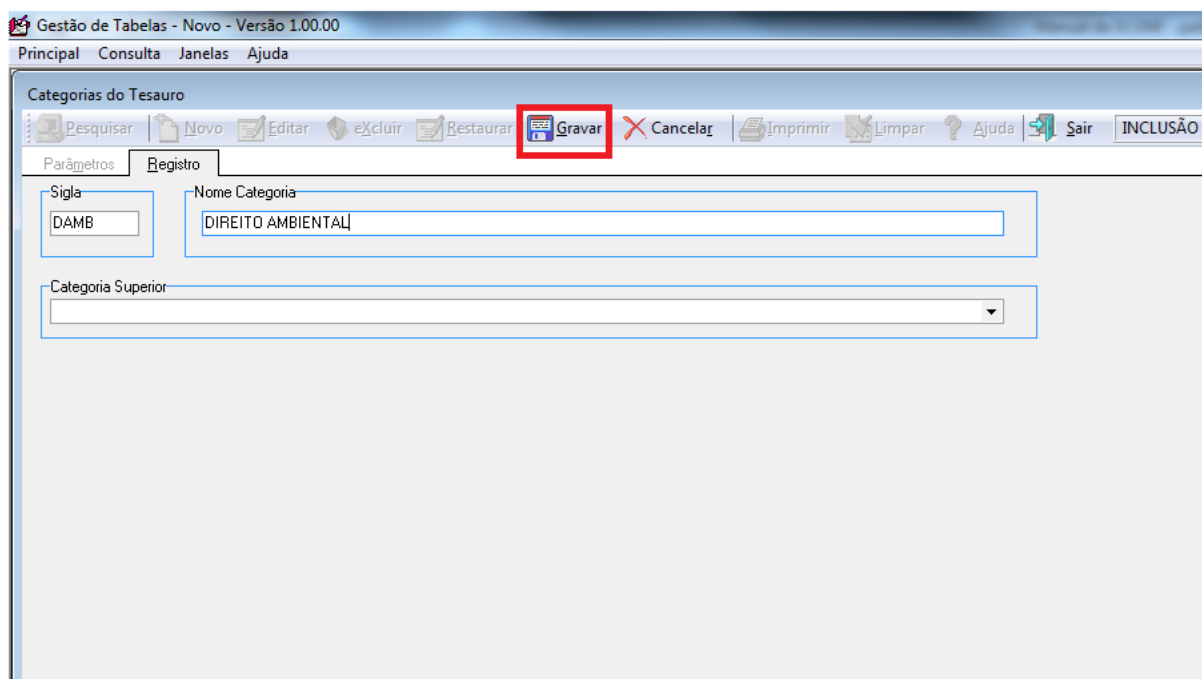 Gestão de Tabelas - Novo - Versão 1.00.00
Principal Consulta Janelas Ajuda
Categorias do Tesauro
Pesquisar Novo Editar eXcluir Restaurar Gravar Cancelar Imprimir Limpar Ajuda Sair INCLUSÃO
Parâmetros Registro
Sigla Nome Categoria
DAMB DIREITO AMBIENTAL
Categoria Superior